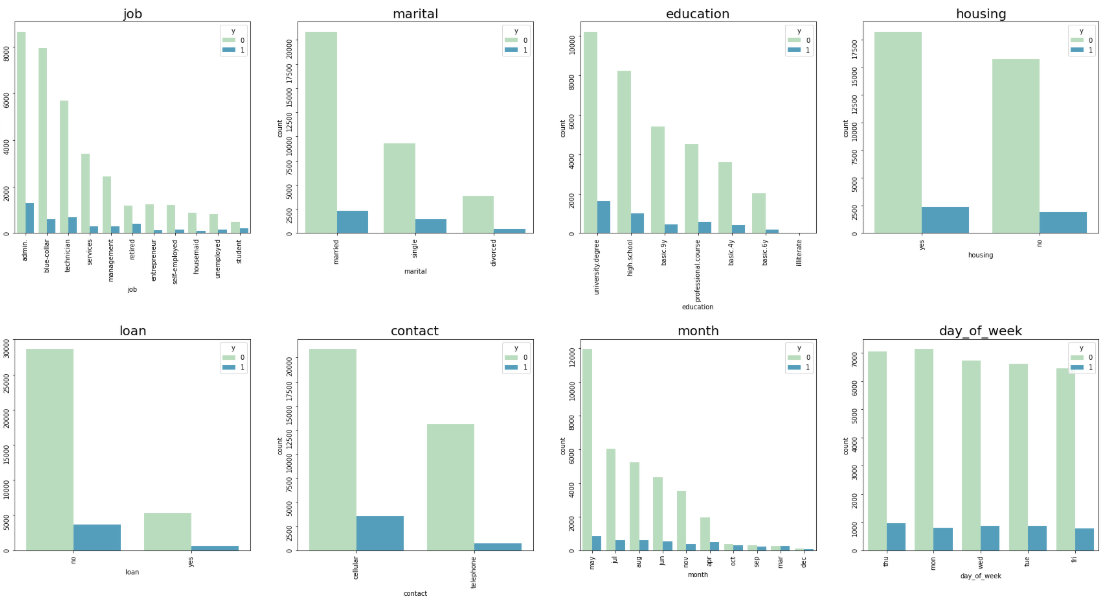 job
y
0
1
8000
6000
4000
2000
0
admin.
blue-collar
technician
services
management
retired
entrepreneur
self-employed
housemaid
unemployed
student
job
marital
y
0
1
count
20000
17500
15000
12500
10000
7500
5000
2500
0
married
single
divorced
marital
education
y
0
1
count
10000
8000
6000
4000
2000
0
university.degree
high.school
basic.9y
professional.course
basic.4y
basic.6y
illiterate
education
housing
y
0
1
count
17500
15000
12500
10000
7500
5000
2500
0
yes
no
housing
loan
y
0
1
30000
25000
20000
15000
10000
5000
0
no
yes
loan
contact
y
0
1
count
20000
17500
15000
12500
10000
7500
5000
2500
0
cellular
telephone
contact
month
y
0
1
count
12000
10000
8000
6000
4000
2000
0
may
jul
aug
jun
nov
apr
oct
sep
mar
dec
month
day_of_week
y
0
1
count
7000
6000
5000
4000
3000
2000
1000
0
thu
mon
wed
tue
fri
day_of_week